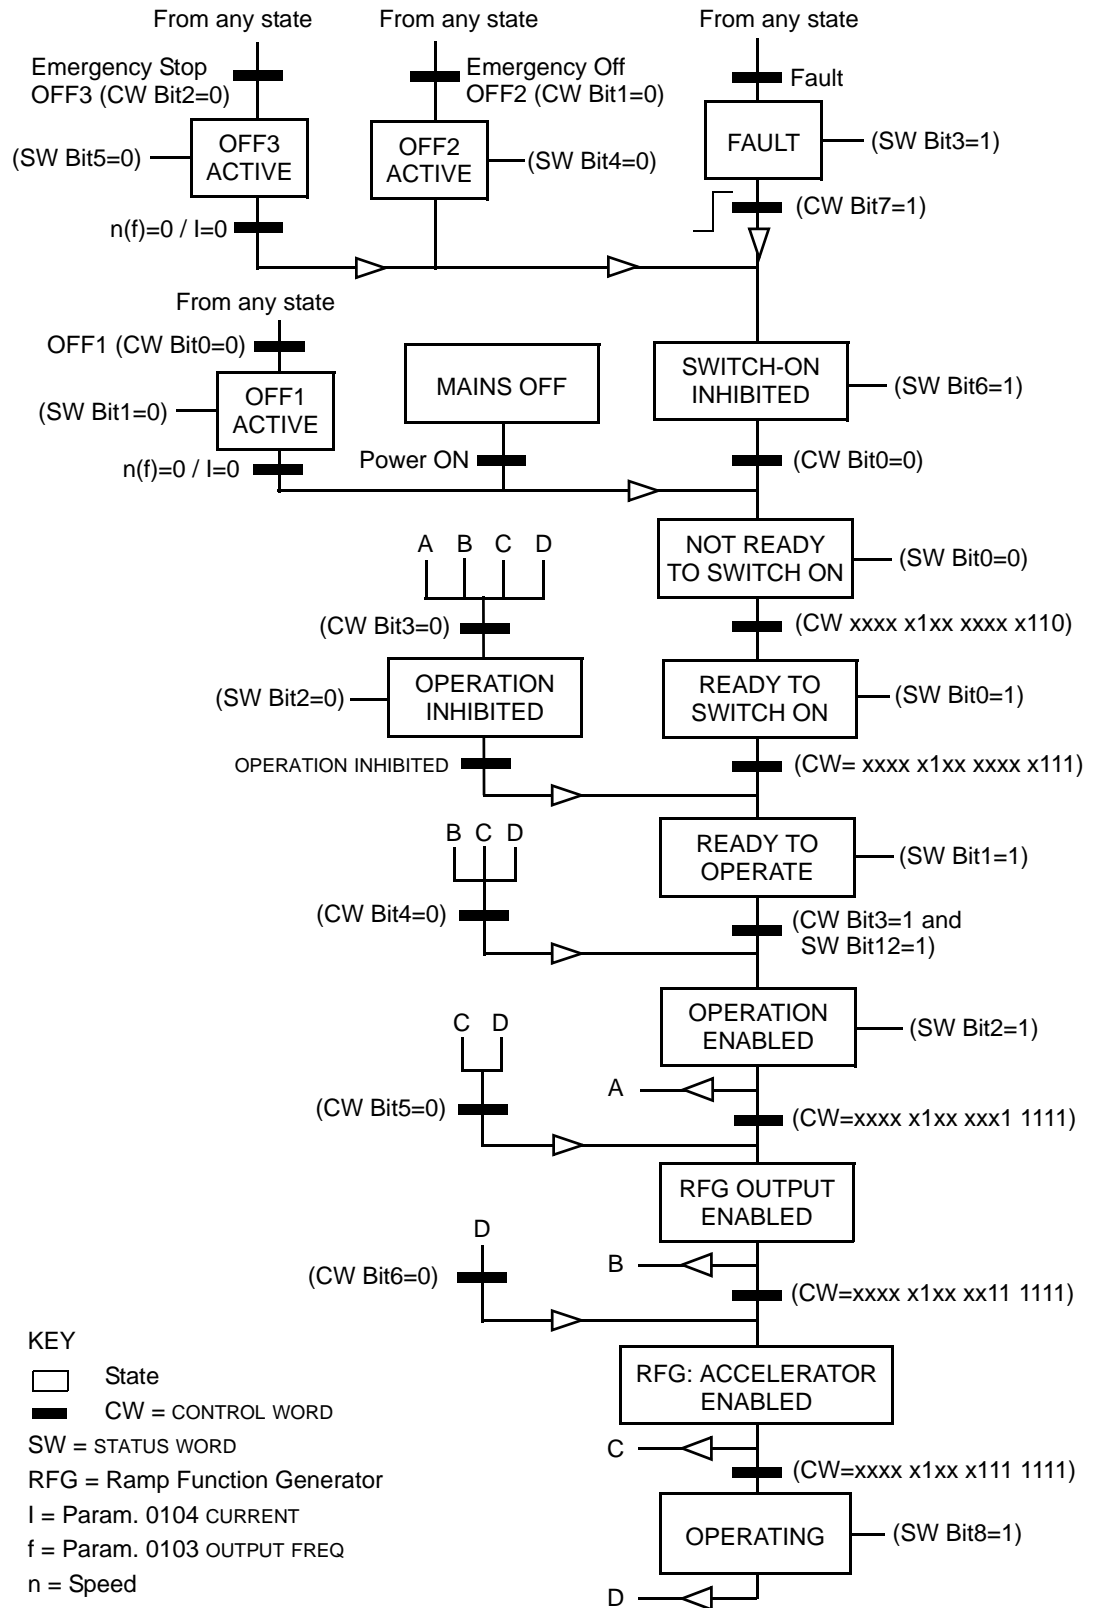 From any state
From any state
From any state
Emergency Stop
OFF3 (CW Bit2=0)
Emergency Off
OFF2 (CW Bit1=0)
Fault
OFF3
ACTIVE
(SW Bit5=0)
OFF2
ACTIVE
(SW Bit4=0)
FAULT
(SW Bit3=1)
n(f)=0 / I=0
(CW Bit7=1)
From any state
OFF1 (CW Bit0=0)
OFF1
ACTIVE
(SW Bit1=0)
MAINS OFF
SWITCH-ON
INHIBITED
(SW Bit6=1)
n(f)=0 / I=0
Power ON
(CW Bit0=0)
A B C D
NOT READY
TO SWITCH ON
(SW Bit0=0)
(CW Bit3=0)
(CW xxxx x1xx xxxx x110)
OPERATION
INHIBITED
(SW Bit2=0)
READY TO
SWITCH ON
(SW Bit0=1)
OPERATION INHIBITED
(CW= xxxx x1xx xxxx x111)
B C D
READY TO
OPERATE
(SW Bit1=1)
(CW Bit4=0)
(CW Bit3=1 and
SW Bit12=1)
C D
OPERATION
ENABLED
(SW Bit2=1)
A
(CW Bit5=0)
(CW=xxxx x1xx xxx1 1111)
RFG OUTPUT
ENABLED
D
B
(CW Bit6=0)
(CW=xxxx x1xx xx11 1111)
RFG: ACCELERATOR
ENABLED
C
(CW=xxxx x1xx x111 1111)
OPERATING
(SW Bit8=1)
D
KEY
State
CW = CONTROL WORD
SW = STATUS WORD
RFG = Ramp Function Generator
I = Param. 0104 CURRENT
f = Param. 0103 OUTPUT FREQ
n = Speed